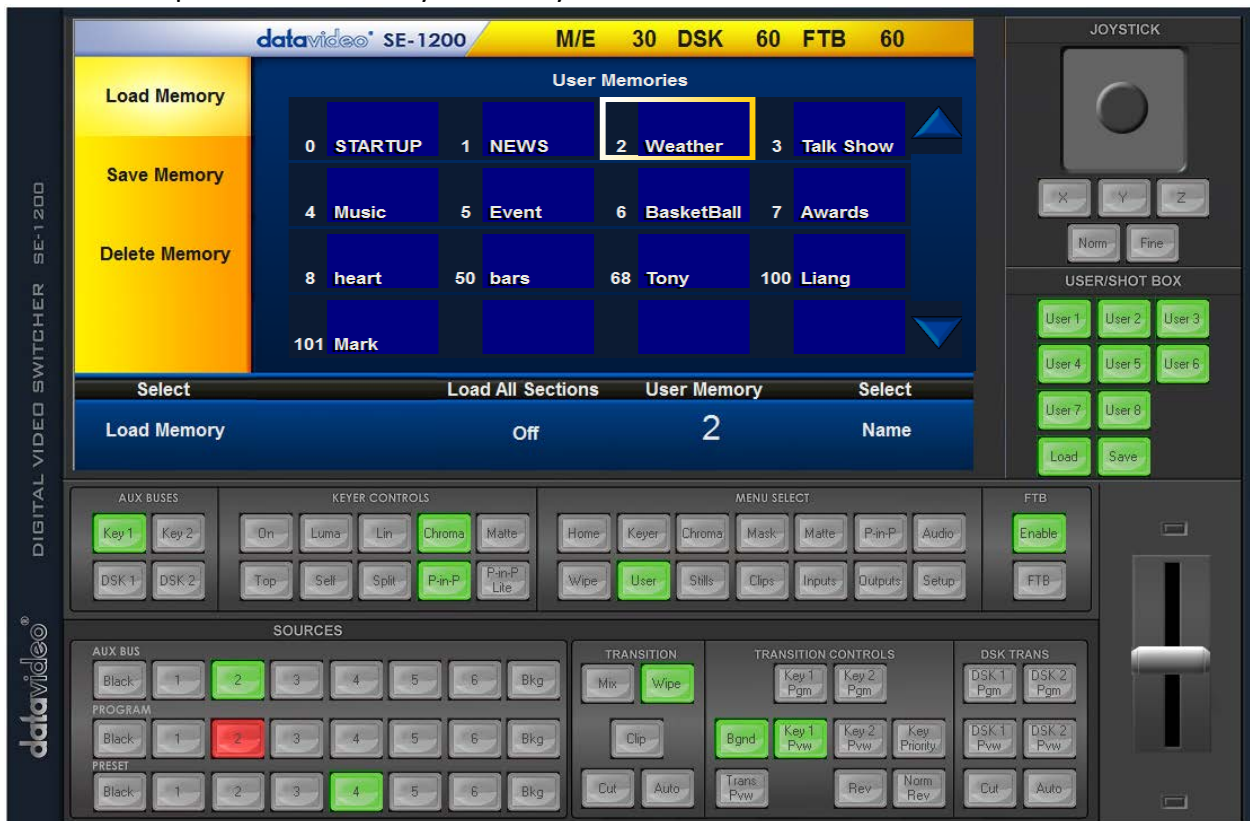 datavideo® SE-1200 M/E 30 DSK 60 FTB 60
JOYSTICK
User Memories
Load Memory
Save Memory
Delete Memory
0 STARTUP 1 NEWS 2 Weather 3 Talk Show
4 Music 5 Event 6 BasketBall 7 Awards
8 heart 50 bars 68 Tony 100 Liang
101 Mark
Select Load All Sections User Memory Select
Load Memory Off 2 Name
X Y Z
Norm Fine
USER/SHOT BOX
User 1 User 2 User 3
User 4 User 5 User 6
User 7 User 8
Load Save
datavideo® DIGITAL VIDEO SWITCHER SE-1200
AUX BUSES KEYER CONTROLS MENU SELECT FTB
Key 1 Key 2 On Luma Lin Chroma Matte Home Keyer Chroma Mask Matte P-in-P Audio Enable
DSK 1 DSK 2 Top Self Split P-in-P P-in-P Lite Wipe User Stills Clips Inputs Outputs Setup FTB
SOURCES
AUX BUS
Black 1 2 3 4 5 6 Bkg
PROGRAM
Black 1 2 3 4 5 6 Bkg
PRESET
Black 1 2 3 4 5 6 Bkg
TRANSITION
Mix Wipe
Clip
Cut Auto
TRANSITION CONTROLS
Key 1 Pgm Key 2 Pgm
Bgnd Key 1 Pvw Key 2 Pvw Key Priority
Trans Pvw Rev Norm Rev
DSK TRANS
DSK 1 Pgm DSK 2 Pgm
DSK 1 Pvw DSK 2 Pvw
Cut Auto